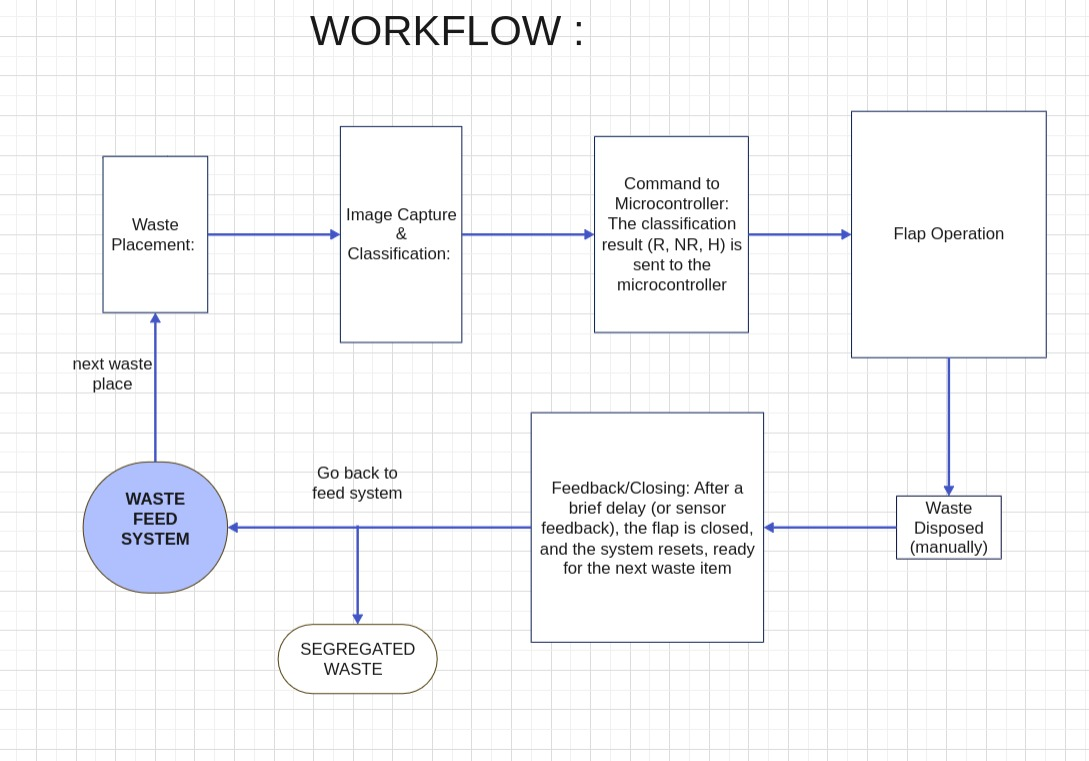 WORKFLOW :
Waste
Placement:
Image Capture
&
Classification:
Command to
Microcontroller:
The classification
result (R, NR, H) is
sent to the
microcontroller
Flap Operation
next waste
place
WASTE
FEED
SYSTEM
Go back to
feed system
Feedback/Closing: After a
brief delay (or sensor
feedback), the flap is closed,
and the system resets, ready
for the next waste item
Waste
Disposed
(manually)
SEGREGATED
WASTE